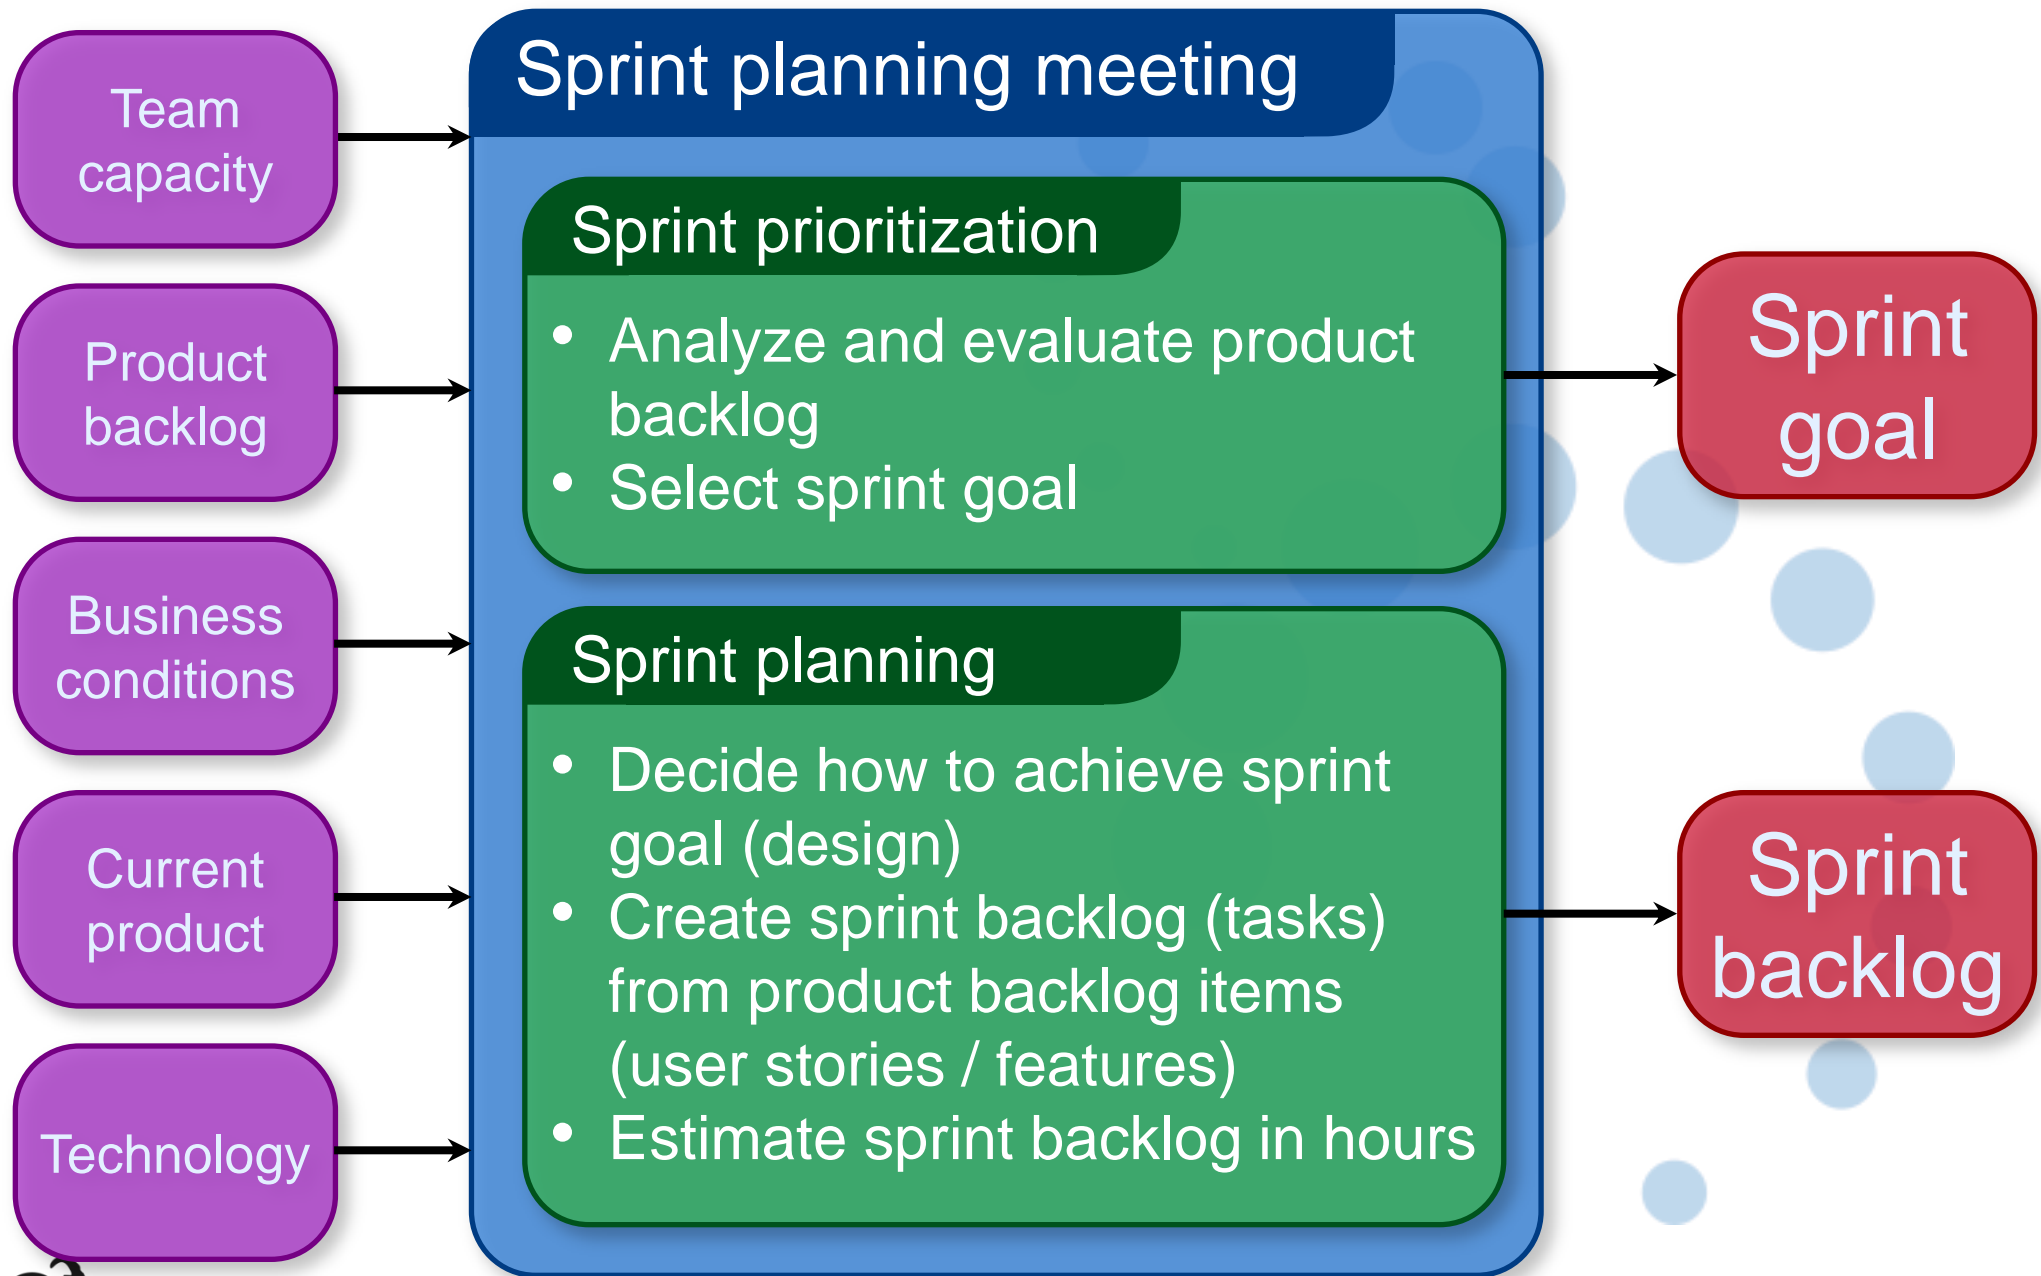 Team
capacity
Product
backlog
Business
conditions
Current
product
Technology
Sprint planning meeting
Sprint prioritization
• Analyze and evaluate product
backlog
• Select sprint goal
Sprint planning
• Decide how to achieve sprint
goal (design)
• Create sprint backlog (tasks)
from product backlog items
(user stories / features)
• Estimate sprint backlog in hours
Sprint
goal
Sprint
backlog